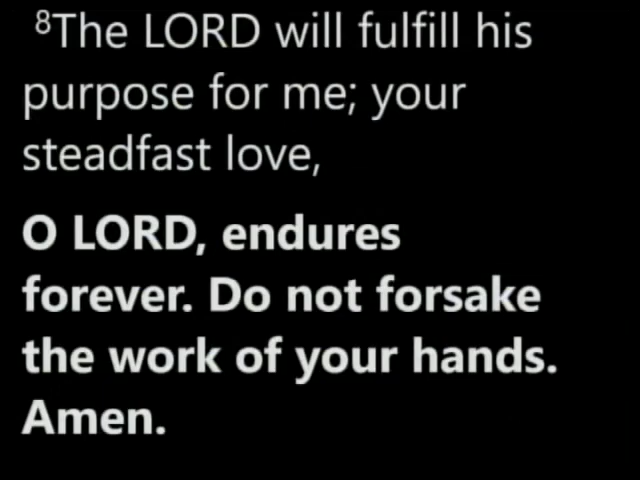 ⁸The LORD will fulfill his
purpose for me; your
steadfast love,
O LORD, endures
forever. Do not forsake
the work of your hands.
Amen.